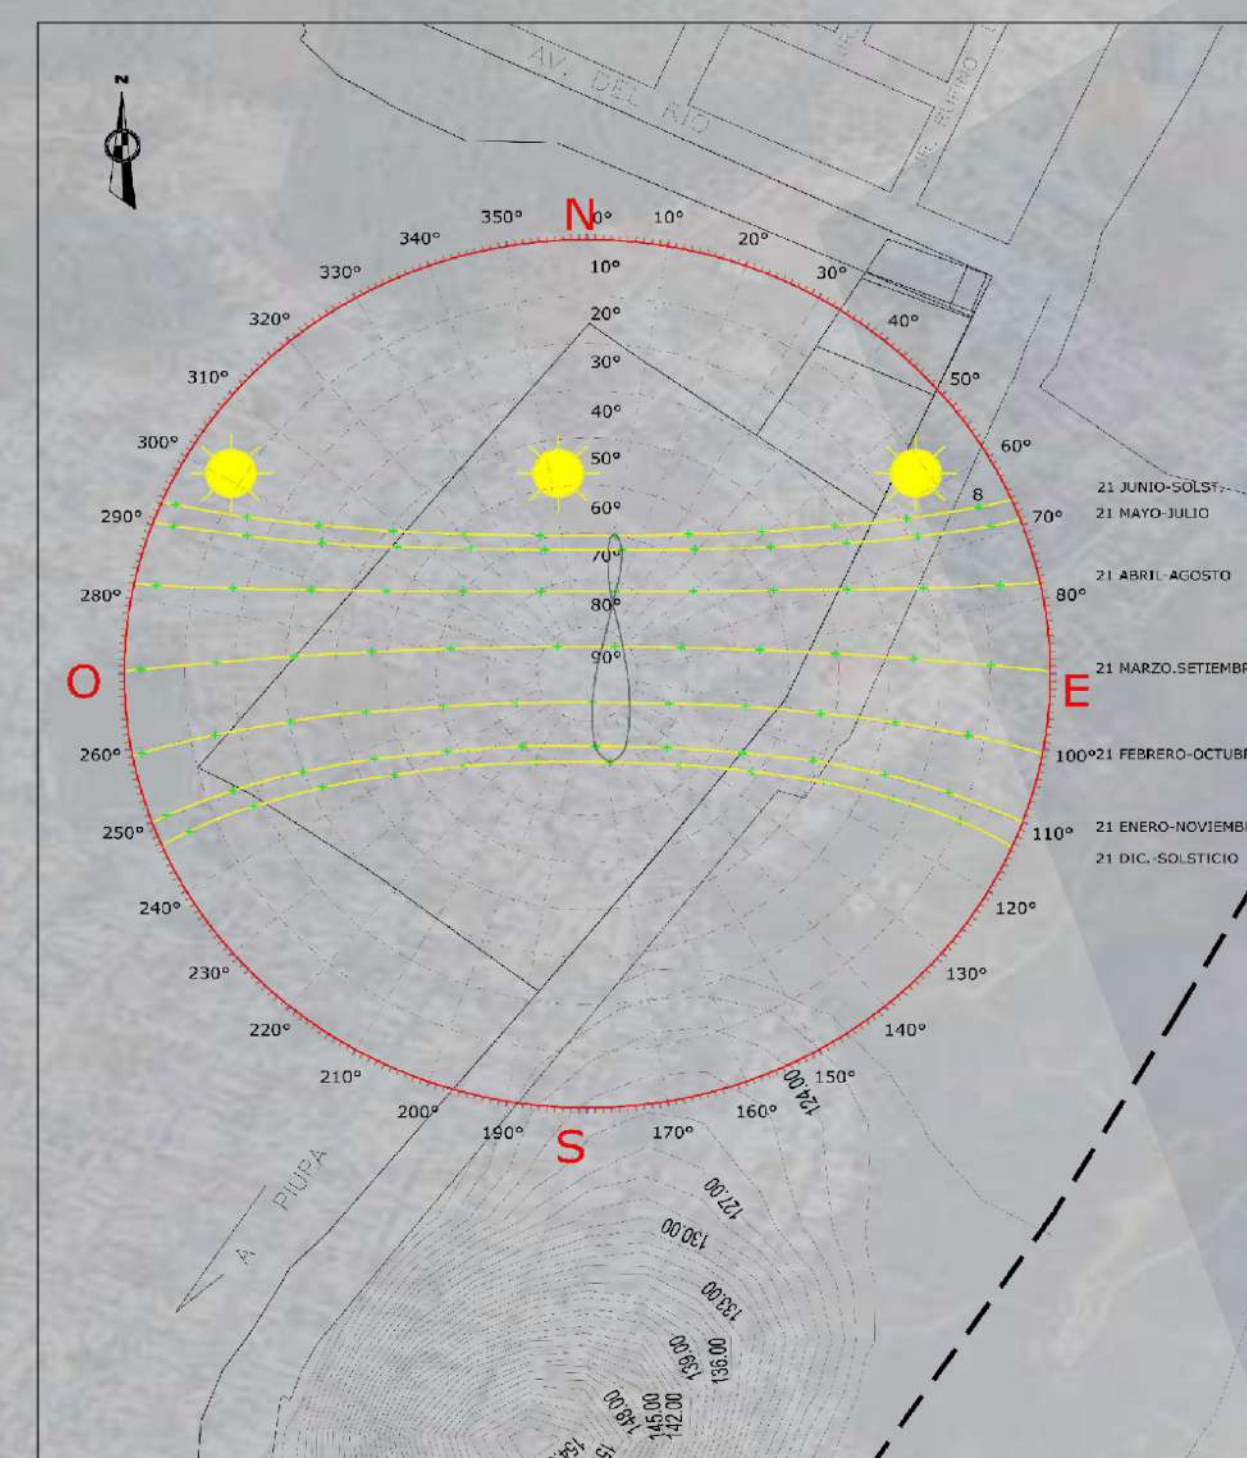 N
AV. DEL RIO
N
350° 0° 10°
340° 20°
330° 10° 30°
320° 20° 40°
310° 30° 50°
300° 40° 60°
50°
60° 8
21 JUNIO-SOLST.
290° 70°
21 MAYO-JULIO
70°
21 ABRIL-AGOSTO
280° 80° 80°
90°
21 MARZO.SETIEMBR
O E
260° 100° 21 FEBRERO-OCTUBR
250° 110° 21 ENERO-NOVIEMBR
21 DIC.-SOLSTICIO
240° 120°
230° 130°
220° 140°
210° 150°
124.00
200° 160°
190° 170°
S
A PIUPA
127.00
130.00
133.00
139.00
136.00
148.00
145.00
142.00